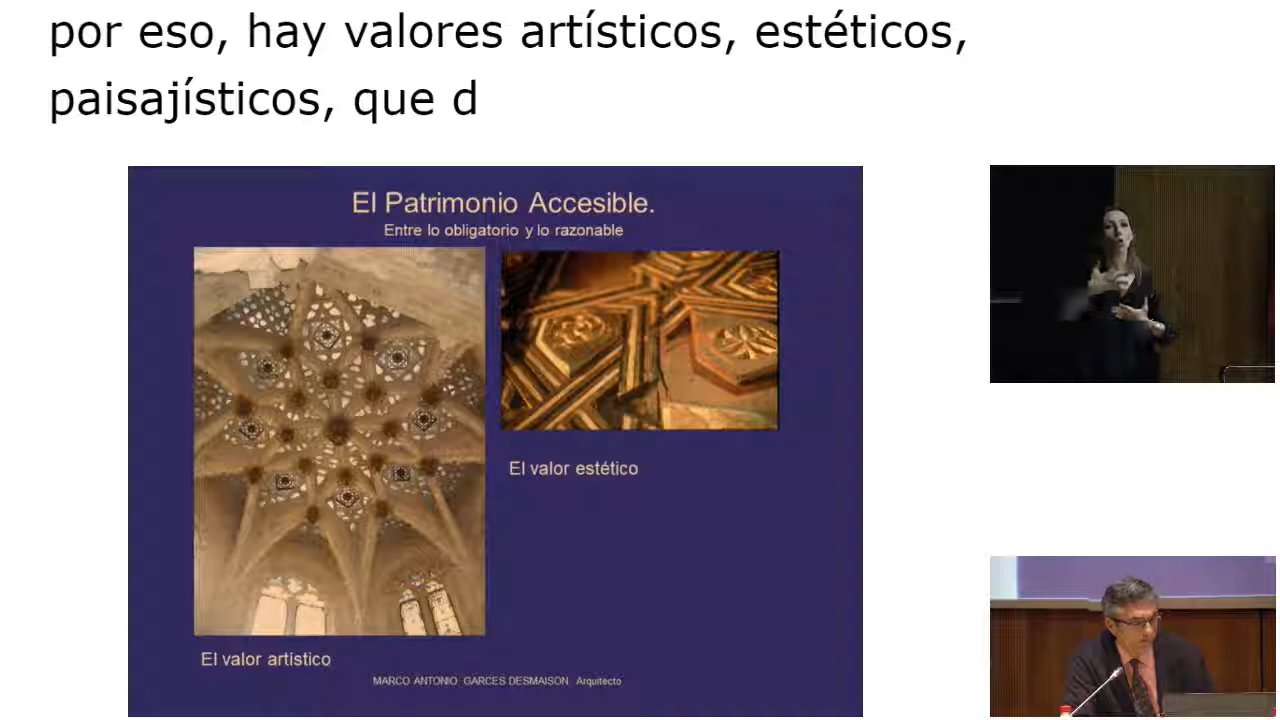 por eso, hay valores artísticos, estéticos,
paisajísticos, que d
El Patrimonio Accesible.
Entre lo obligatorio y lo razonable
El valor estético
El valor artístico
MARCO ANTONIO GARCES DESMAISON. Arquitecto